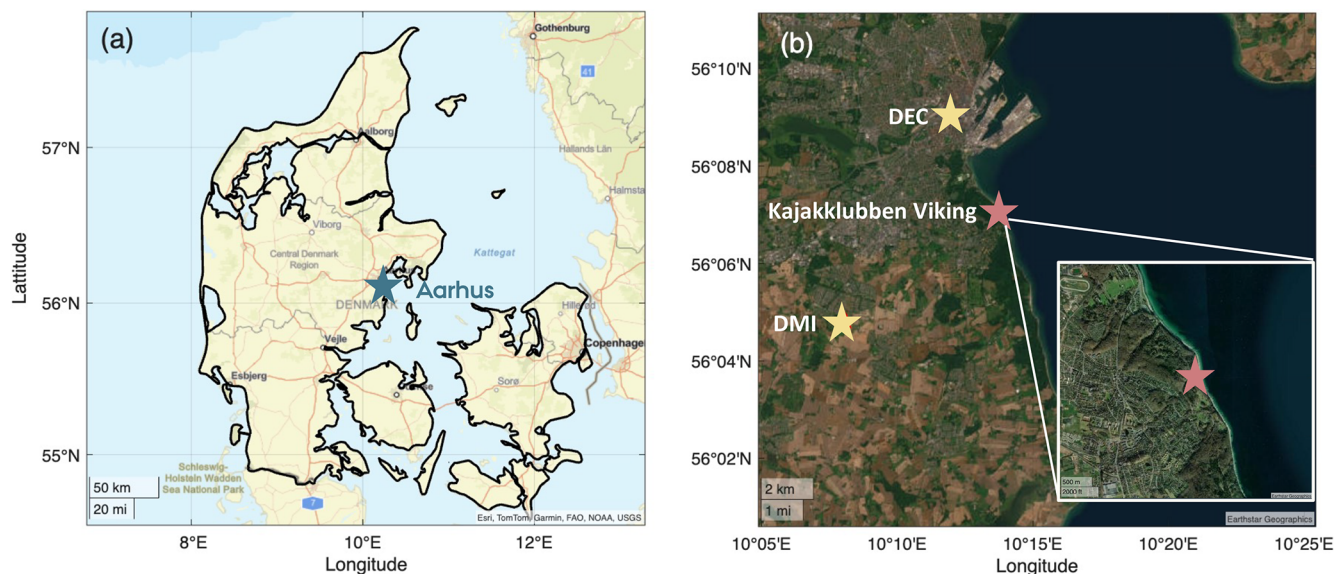 (a)
Gothenburg
41
Aalborg
57°N
Hallands Län
Halmsta
Viborg
Central Denmark
Region
Kattegat
Aarhus
56°N
DENMARK
Hillerød
Vejle
Copenhagen
Esbjerg
Sorø
55°N
Schleswig-
Holstein Wadden
Sea National Park
50 km
20 mi
7
Esri, TomTom, Garmin, FAO, NOAA, USGS
8°E
10°E
12°E
Longitude
Lattitude
(b)
56°10'N
DEC
56°08'N
Kajakklubben Viking
56°06'N
DMI
56°04'N
56°02'N
500 m
2000 ft
Earthstar Geographics
2 km
1 mi
Earthstar Geographics
10°05'E
10°10'E
10°15'E
10°20'E
10°25'E
Longitude